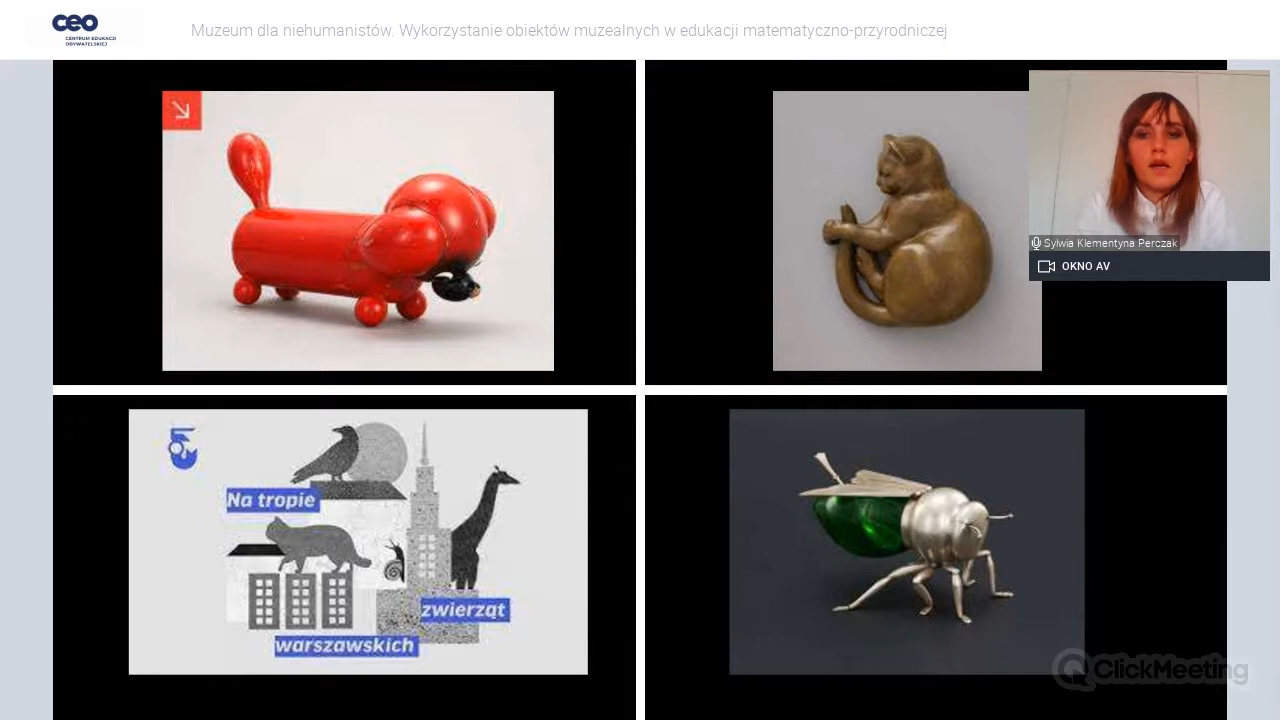 ceo
CENTRUM EDUKACJI
OBYWATELSKIEJ
Muzeum dla niehumanistów. Wykorzystanie obiektów muzealnych w edukacji matematyczno-przyrodniczej
Sylwia Klementyna Perczak
OKNO AV
Na tropie
zwierząt
warszawskich
ClickMeeting